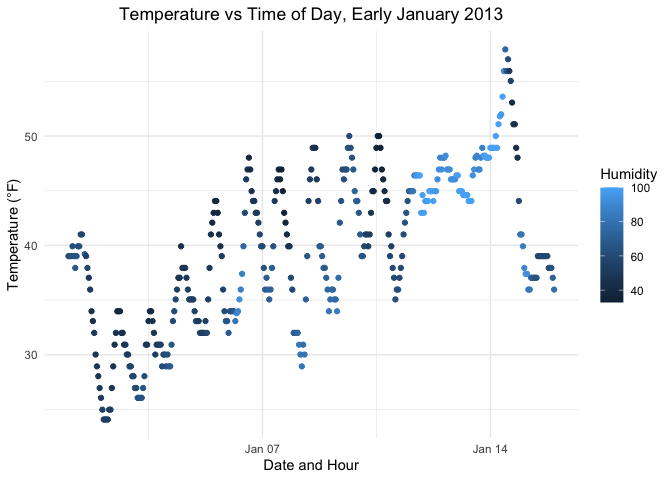 Temperature vs Time of Day, Early January 2013
Temperature (°F)
50
40
30
Jan 07
Jan 14
Date and Hour
Humidity
100
80
60
40